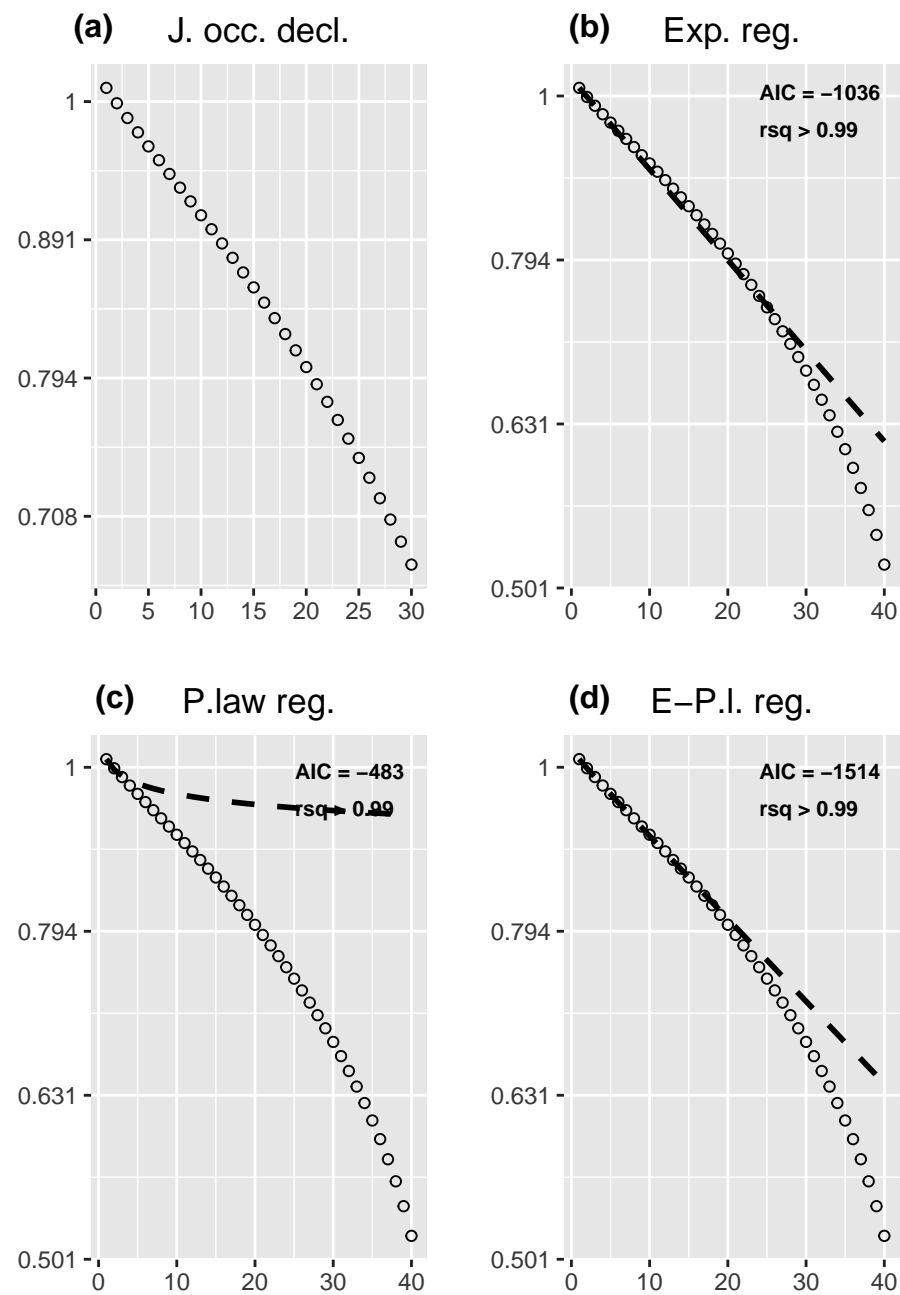 (a) J. occ. decl.
1
0.891
0.794
0.708
0 5 10 15 20 25 30
(b) Exp. reg.
AIC = −1036
rsq > 0.99
1
0.794
0.631
0.501
0 10 20 30 40
(c) P.law reg.
AIC = −483
rsq > 0.99
1
0.794
0.631
0.501
0 10 20 30 40
(d) E−P.l. reg.
AIC = −1514
rsq > 0.99
1
0.794
0.631
0.501
0 10 20 30 40